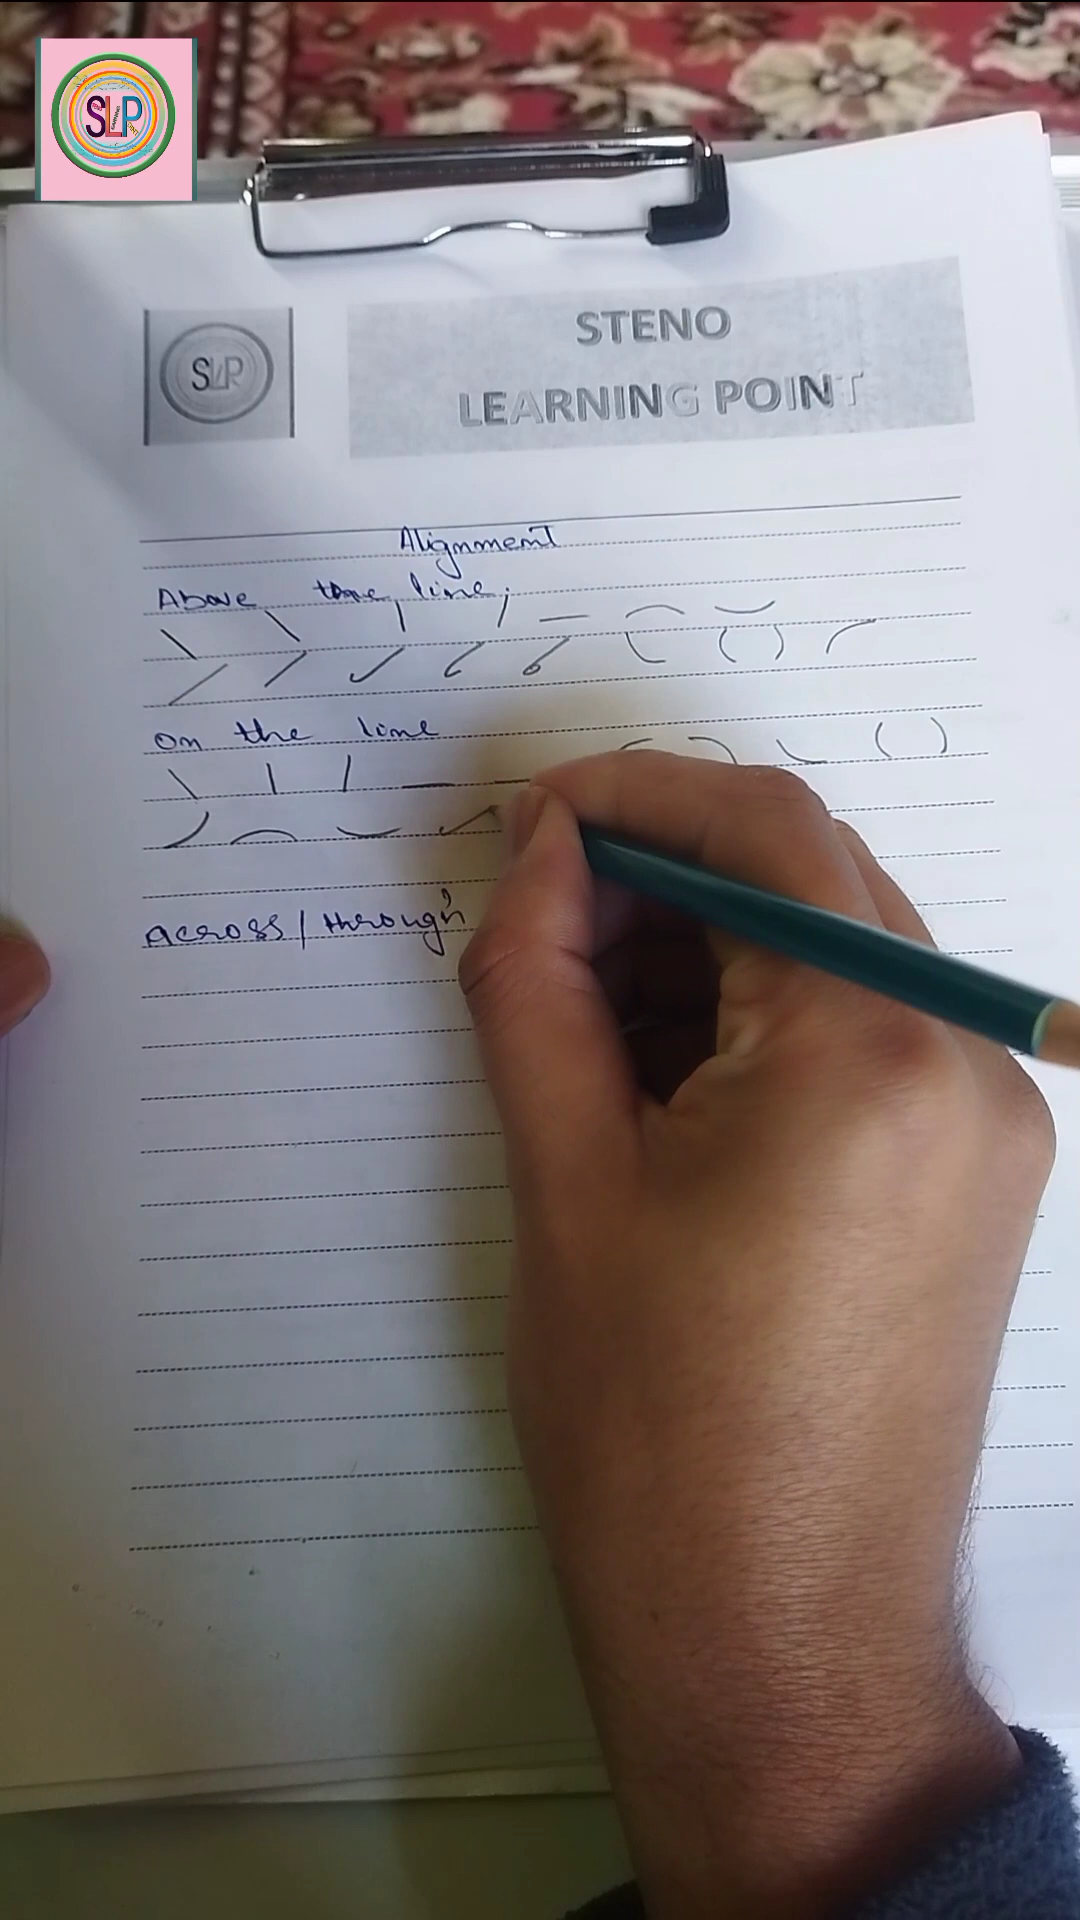 SLP
SLP
STENO
LEARNING POINT
Alignment
Above the line;
on the line
across/through